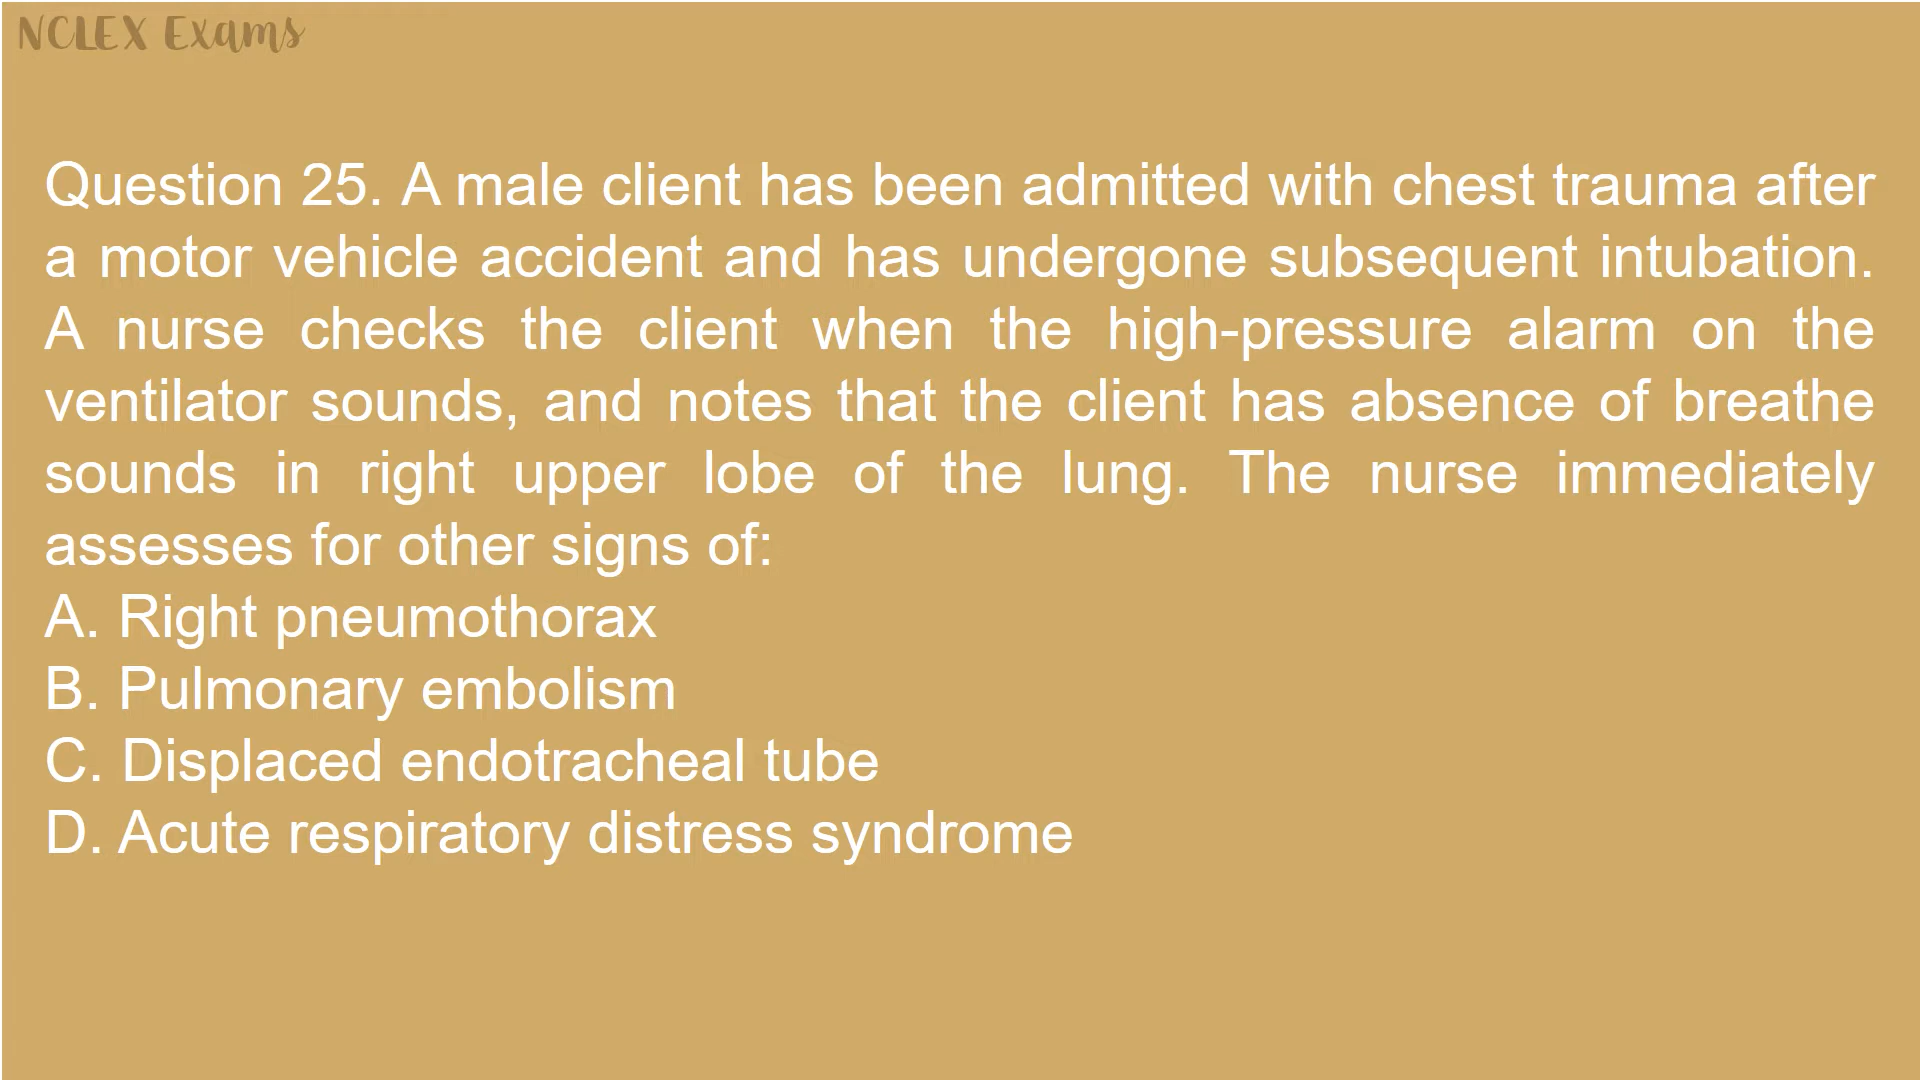 NCLEX Exams
Question 25. A male client has been admitted with chest trauma after
a motor vehicle accident and has undergone subsequent intubation.
A nurse checks the client when the high-pressure alarm on the
ventilator sounds, and notes that the client has absence of breathe
sounds in right upper lobe of the lung. The nurse immediately
assesses for other signs of:
A. Right pneumothorax
B. Pulmonary embolism
C. Displaced endotracheal tube
D. Acute respiratory distress syndrome